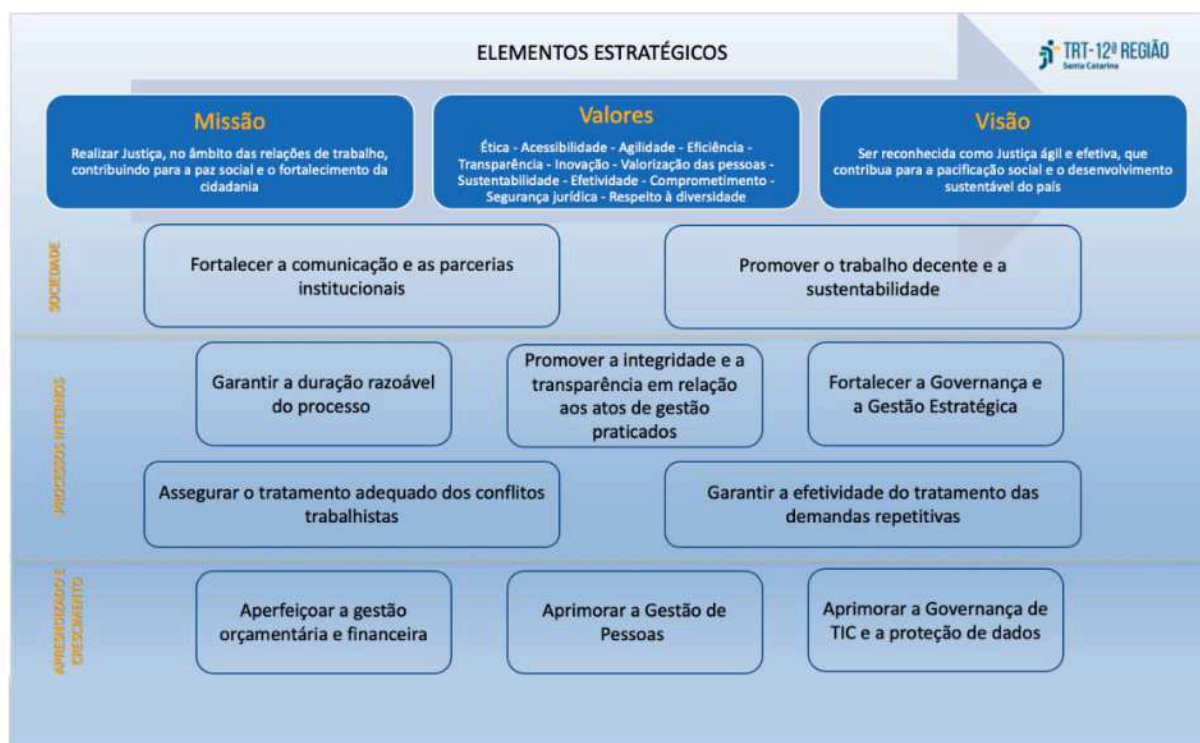 ELEMENTOS ESTRATÉGICOS
TRT-12ª REGIÃO
Santa Catarina
Missão
Realizar Justiça, no âmbito das relações de trabalho,
contribuindo para a paz social e o fortalecimento da
cidadania
Valores
Ética - Acessibilidade - Agilidade - Eficiência -
Transparência - Inovação - Valorização das pessoas -
Sustentabilidade - Efetividade - Comprometimento -
Segurança jurídica - Respeito à diversidade
Visão
Ser reconhecida como Justiça ágil e efetiva, que
contribua para a pacificação social e o desenvolvimento
sustentável do país
SOCIEDADE
Fortalecer a comunicação e as parcerias
institucionais
Promover o trabalho decente e a
sustentabilidade
PROCESSOS INTERNOS
Garantir a duração razoável
do processo
Promover a integridade e a
transparência em relação
aos atos de gestão
praticados
Fortalecer a Governança e
a Gestão Estratégica
Assegurar o tratamento adequado dos conflitos
trabalhistas
Garantir a efetividade do tratamento das
demandas repetitivas
APRENDIZADO E
CRESCIMENTO
Aperfeiçoar a gestão
orçamentária e financeira
Aprimorar a Gestão de
Pessoas
Aprimorar a Governança de
TIC e a proteção de dados